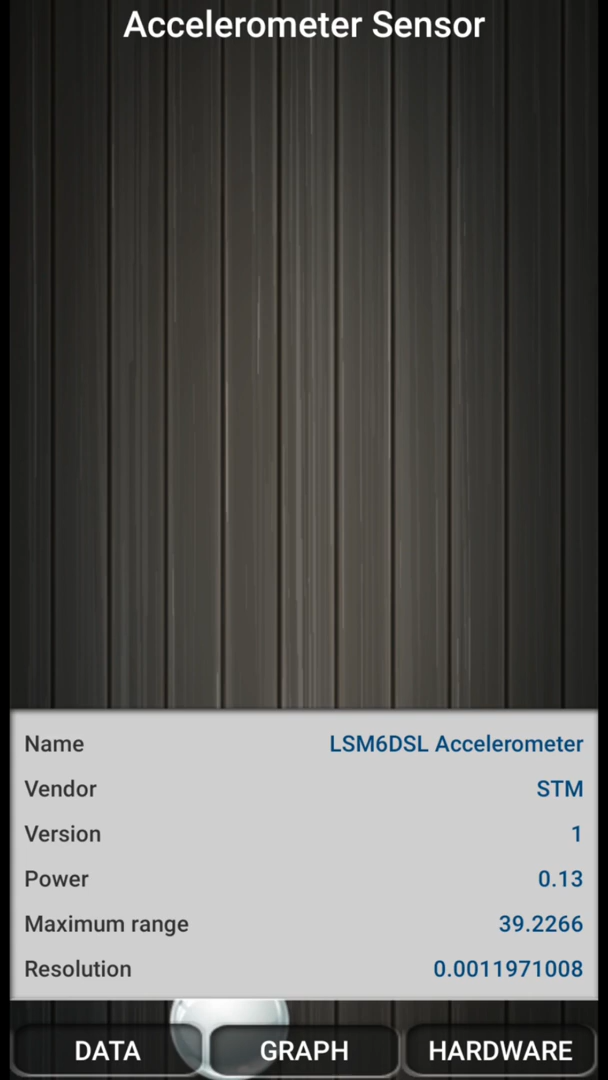 Accelerometer Sensor
Name LSM6DSL Accelerometer
Vendor STM
Version 1
Power 0.13
Maximum range 39.2266
Resolution 0.0011971008
DATA GRAPH HARDWARE